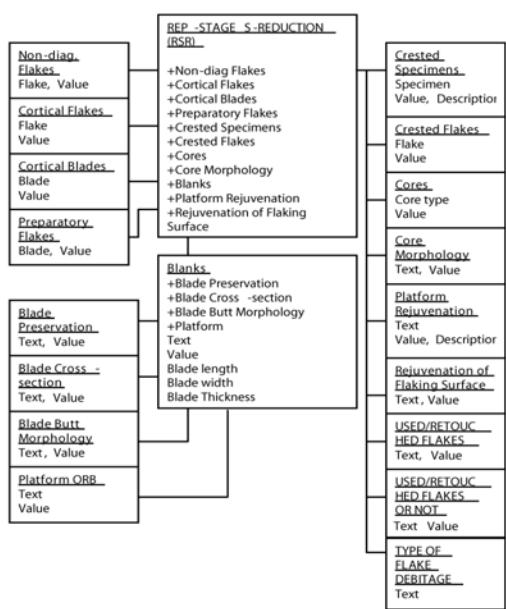 REP -STAGE S -REDUCTION
(RSR)
+Non-diag Flakes
+Cortical Flakes
+Cortical Blades
+Preparatory Flakes
+Crested Specimens
+Crested Flakes
+Cores
+Core Morphology
+Blanks
+Platform Rejuvenation
+Rejuvenation of Flaking
Surface
Non-diag.
Flakes
Flake, Value
Cortical Flakes
Flake
Value
Cortical Blades
Blade
Value
Preparatory
Flakes
Blade, Value
Blanks
+Blade Preservation
+Blade Cross -section
+Blade Butt Morphology
+Platform
Text
Value
Blade length
Blade width
Blade Thickness
Blade
Preservation
Text, Value
Blade Cross -
section
Text, Value
Blade Butt
Morphology
Text, Value
Platform ORB
Text
Value
Crested
Specimens
Specimen
Value, Description
Crested Flakes
Flake
Value
Cores
Core type
Value
Core
Morphology
Text, Value
Platform
Rejuvenation
Text
Value, Description
Rejuvenation of
Flaking Surface
Text, Value
USED/RETOUC
HED FLAKES
Text, Value
USED/RETOUC
HED FLAKES
OR NOT
Text Value
TYPE OF
FLAKE
DEBITAGE
Text